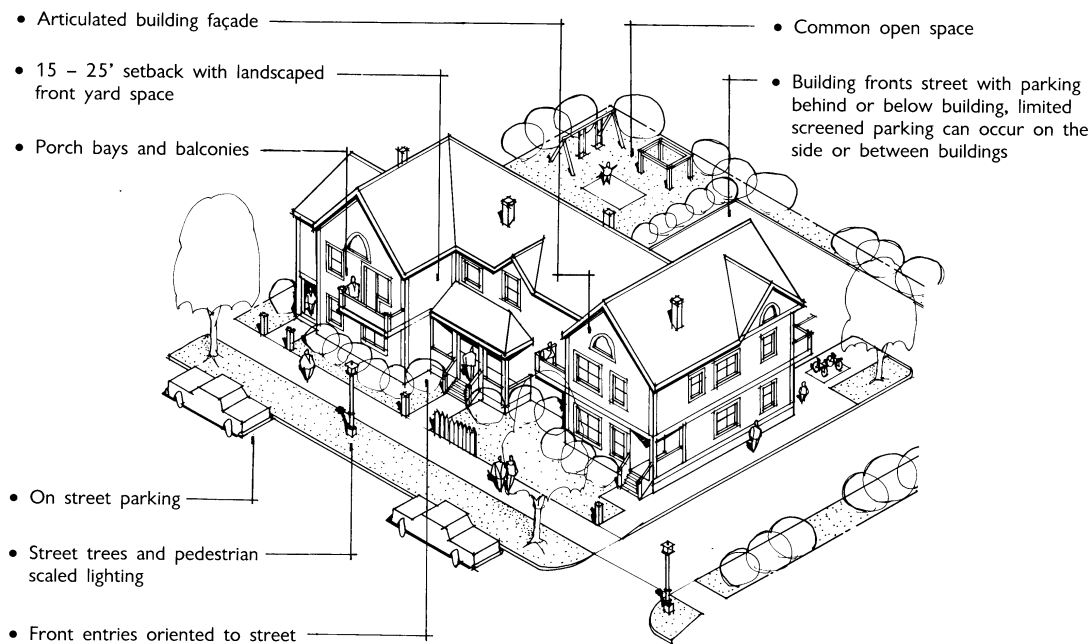 • Articulated building façade
• 15 – 25’ setback with landscaped
front yard space
• Porch bays and balconies
• Common open space
• Building fronts street with parking
behind or below building, limited
screened parking can occur on the
side or between buildings
• On street parking
• Street trees and pedestrian
scaled lighting
• Front entries oriented to street